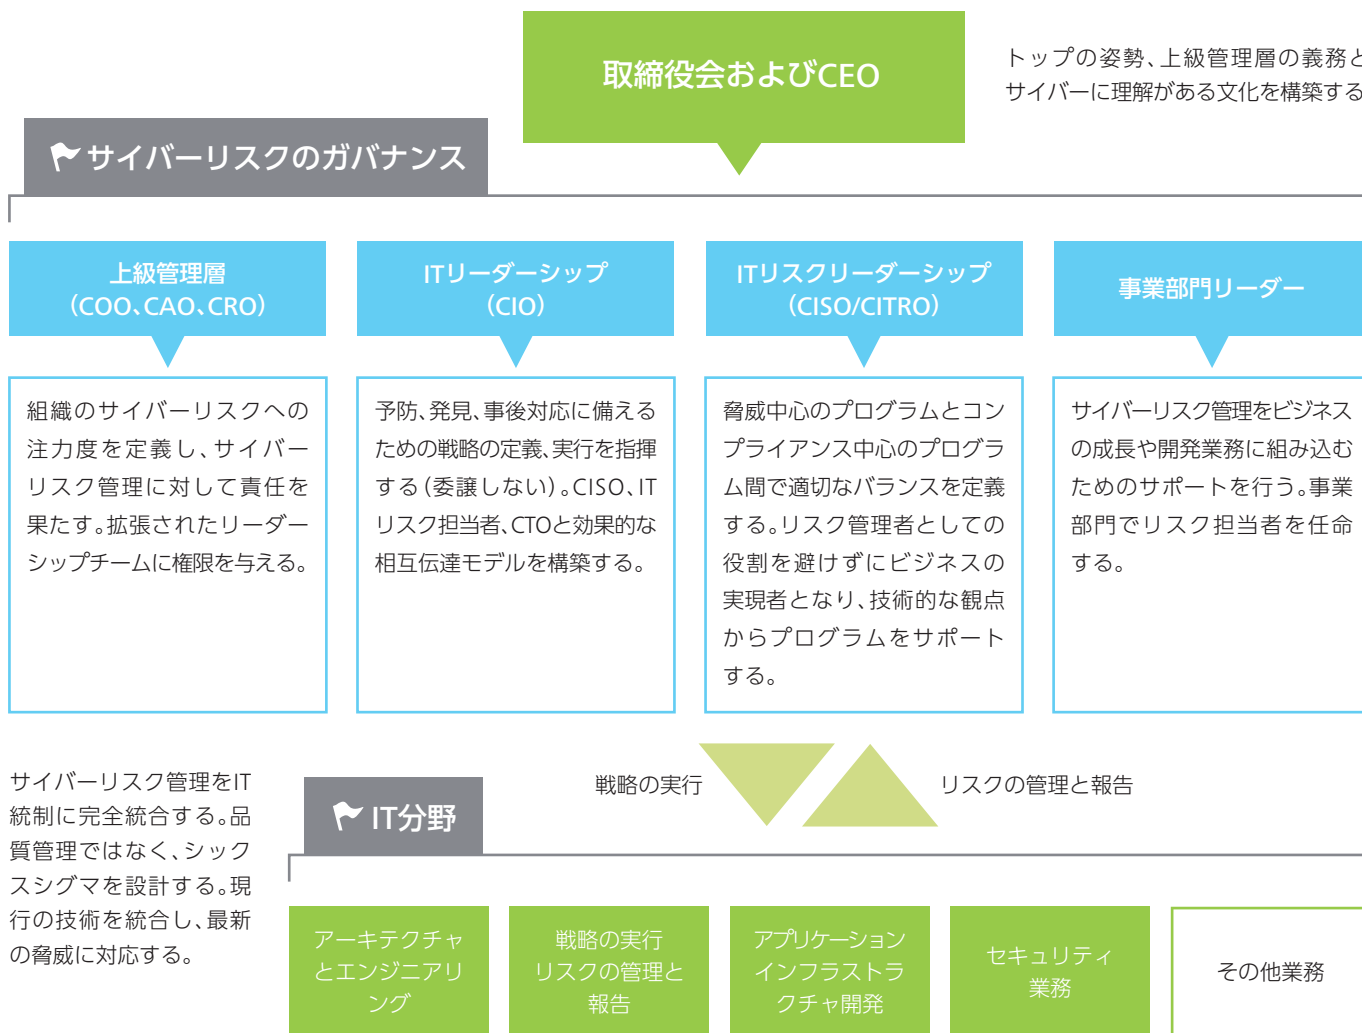 取締役会およびCEO
トップの姿勢、上級管理層の義務と
サイバーに理解がある文化を構築する
サイバーリスクのガバナンス
上級管理層
（COO、CAO、CRO）
組織のサイバーリスクへの
注力度を定義し、サイバー
リスク管理に対して責任を
果たす。拡張されたリーダー
シップチームに権限を与える。
ITリーダーシップ
（CIO）
予防、発見、事後対応に備える
ための戦略の定義、実行を指揮
する（委譲しない）。CISO、IT
リスク担当者、CTOと効果的な
相互伝達モデルを構築する。
ITリスクリーダーシップ
（CISO/CITRO）
脅威中心のプログラムとコン
プライアンス中心のプログラ
ム間で適切なバランスを定義
する。リスク管理者としての
役割を避けずにビジネスの
実現者となり、技術的な観点
からプログラムをサポート
する。
事業部門リーダー
サイバーリスク管理をビジネス
の成長や開発業務に組み込む
ためのサポートを行う。事業
部門でリスク担当者を任命
する。
戦略の実行
リスクの管理と報告
サイバーリスク管理をIT
統制に完全統合する。品
質管理ではなく、シック
スシグマを設計する。現
行の技術を統合し、最新
の脅威に対応する。
IT分野
アーキテクチャ
とエンジニアリ
ング
戦略の実行
リスクの管理と
報告
アプリケーション
インフラストラ
クチャ開発
セキュリティ
業務
その他業務